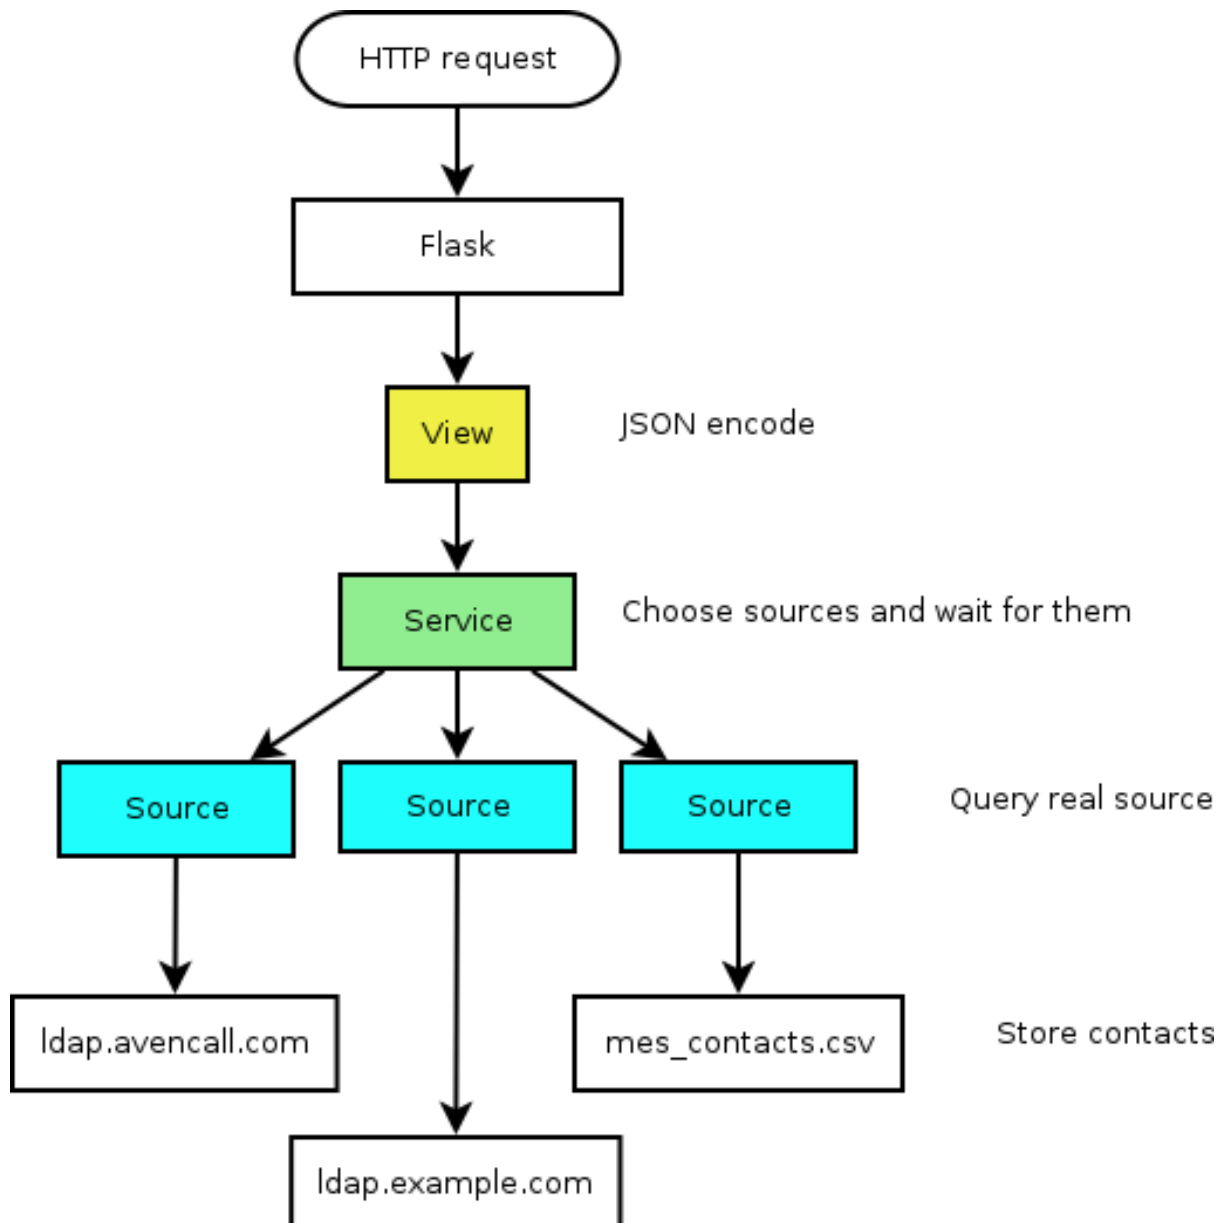 HTTP request
Flask
View
JSON encode
Service
Choose sources and wait for them
Source
Source
Source
Query real source
ldap.avencall.com
mes_contacts.csv
Store contacts
ldap.example.com